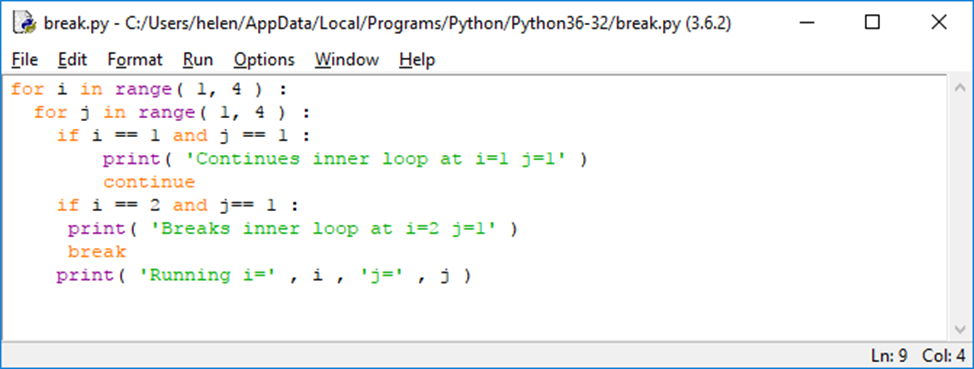 break.py - C:/Users/helen/AppData/Local/Programs/Python/Python36-32/break.py (3.6.2)
File Edit Format Run Options Window Help
for i in range( 1, 4 ) :
  for j in range( 1, 4 ) :
    if i == 1 and j == 1 :
        print( 'Continues inner loop at i=1 j=1' )
        continue
    if i == 2 and j== 1 :
     print( 'Breaks inner loop at i=2 j=1' )
     break
    print( 'Running i=' , i , 'j=' , j )
Ln: 9 Col: 4